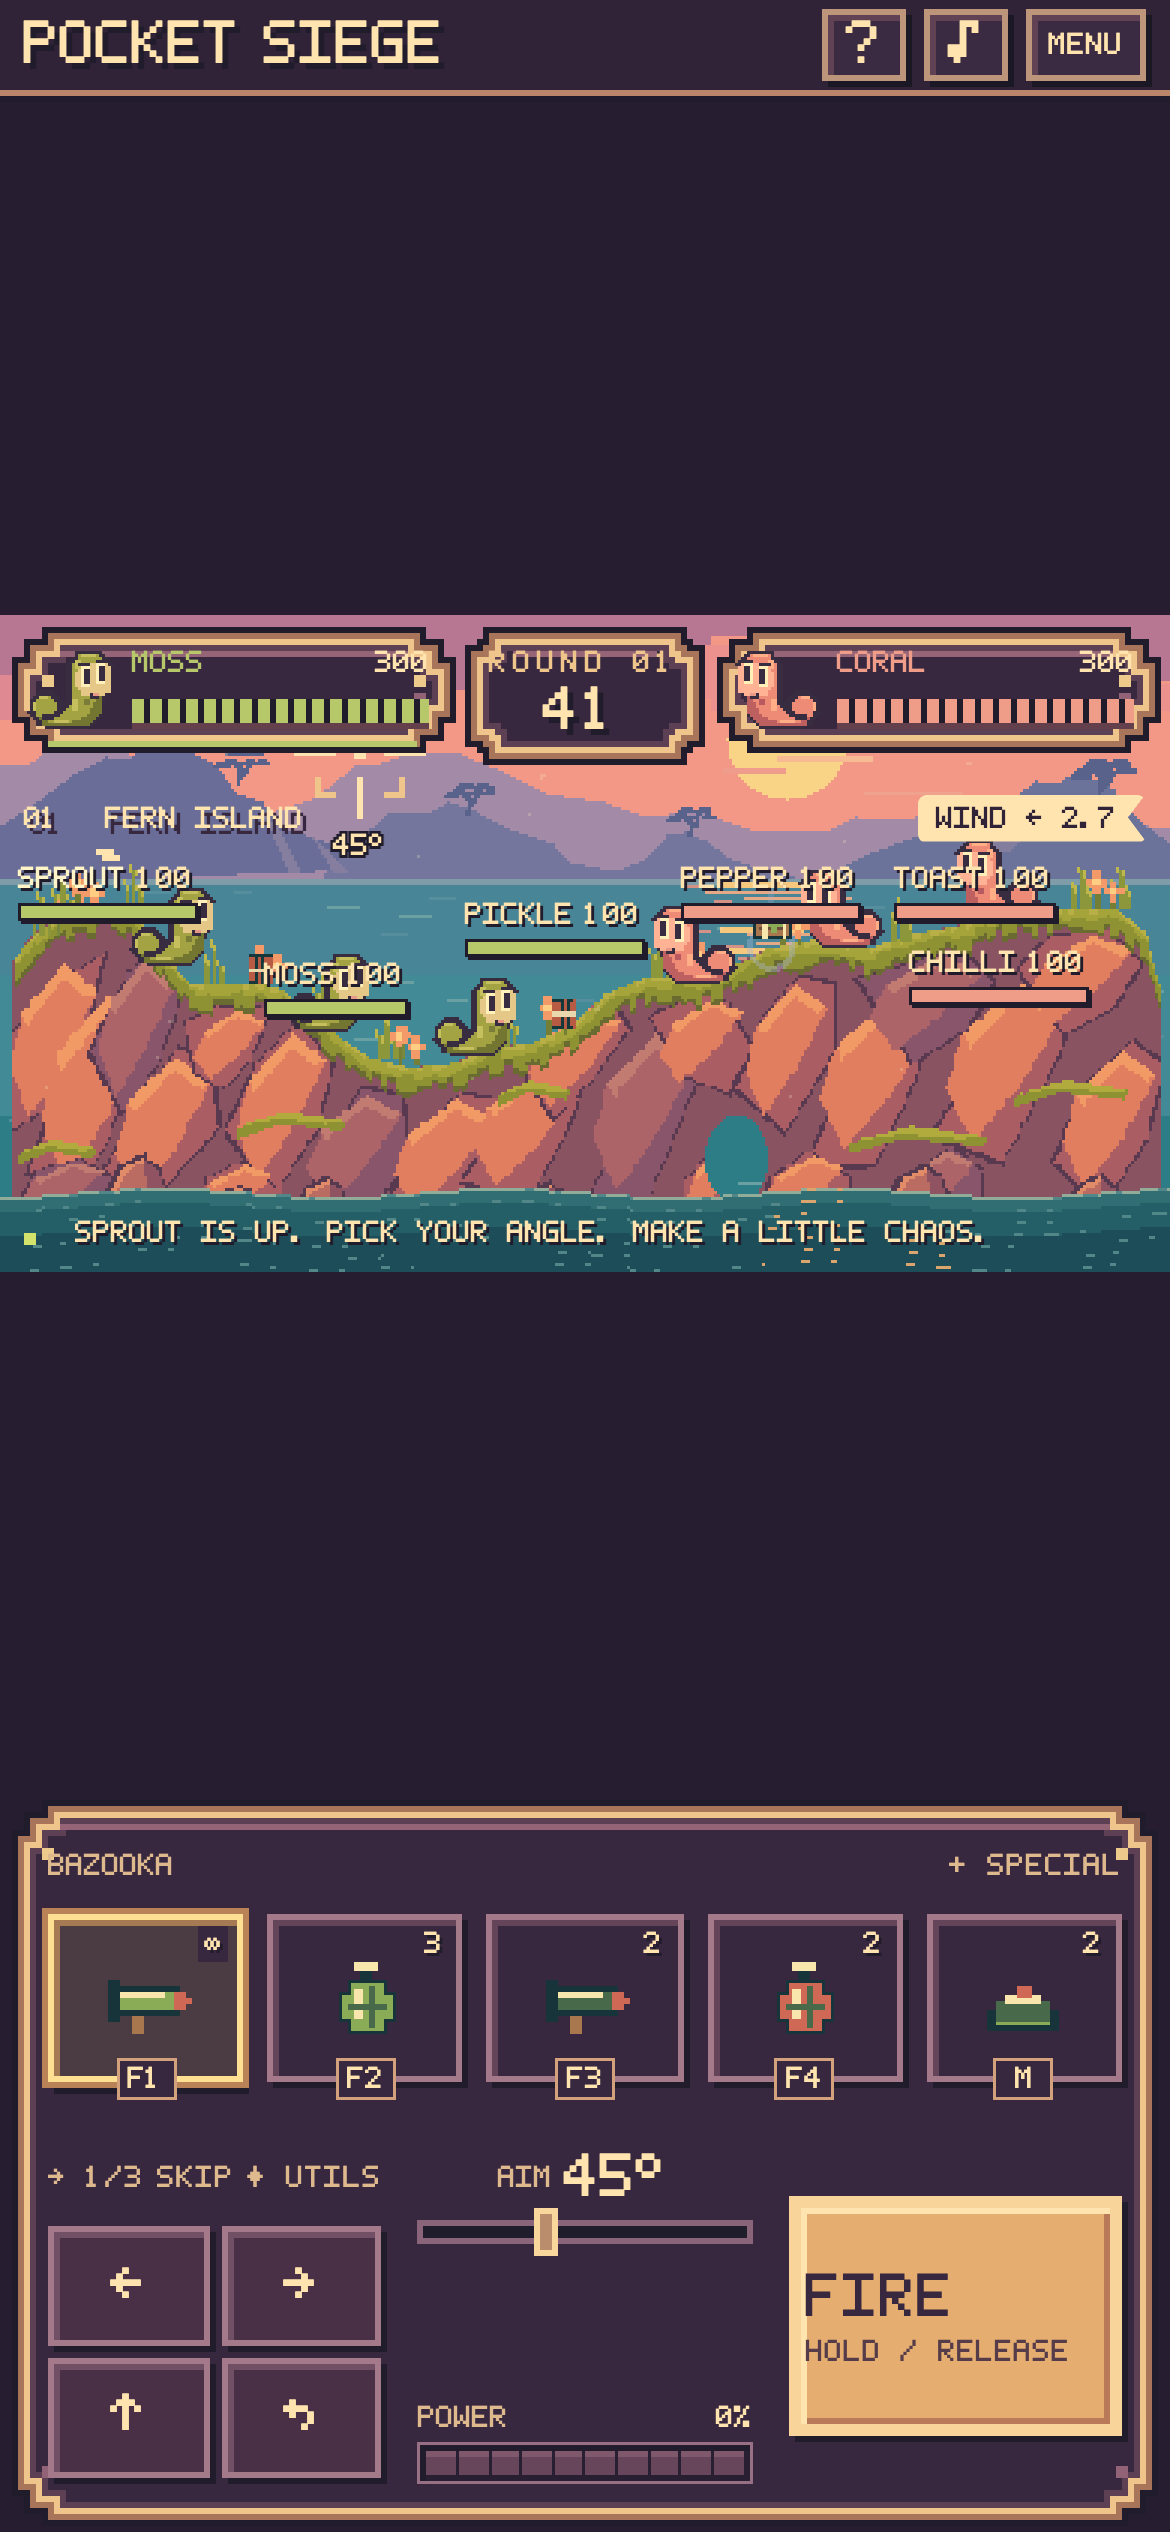 POCKET SIEGE
?
MENU
MOSS 300
ROUND 01
41
CORAL 300
01 FERN ISLAND
45°
WIND ← 2.7
SPROUT 100
PEPPER 100
TOAST 100
PICKLE 100
MOSS 100
CHILLI 100
SPROUT IS UP. PICK YOUR ANGLE. MAKE A LITTLE CHAOS.
BAZOOKA
+ SPECIAL
∞ 3 2 2 2
F1 F2 F3 F4 M
→ 1/3 SKIP ✦ UTILS
AIM 45°
← →
FIRE
HOLD / RELEASE
↑ ↰
POWER 0%